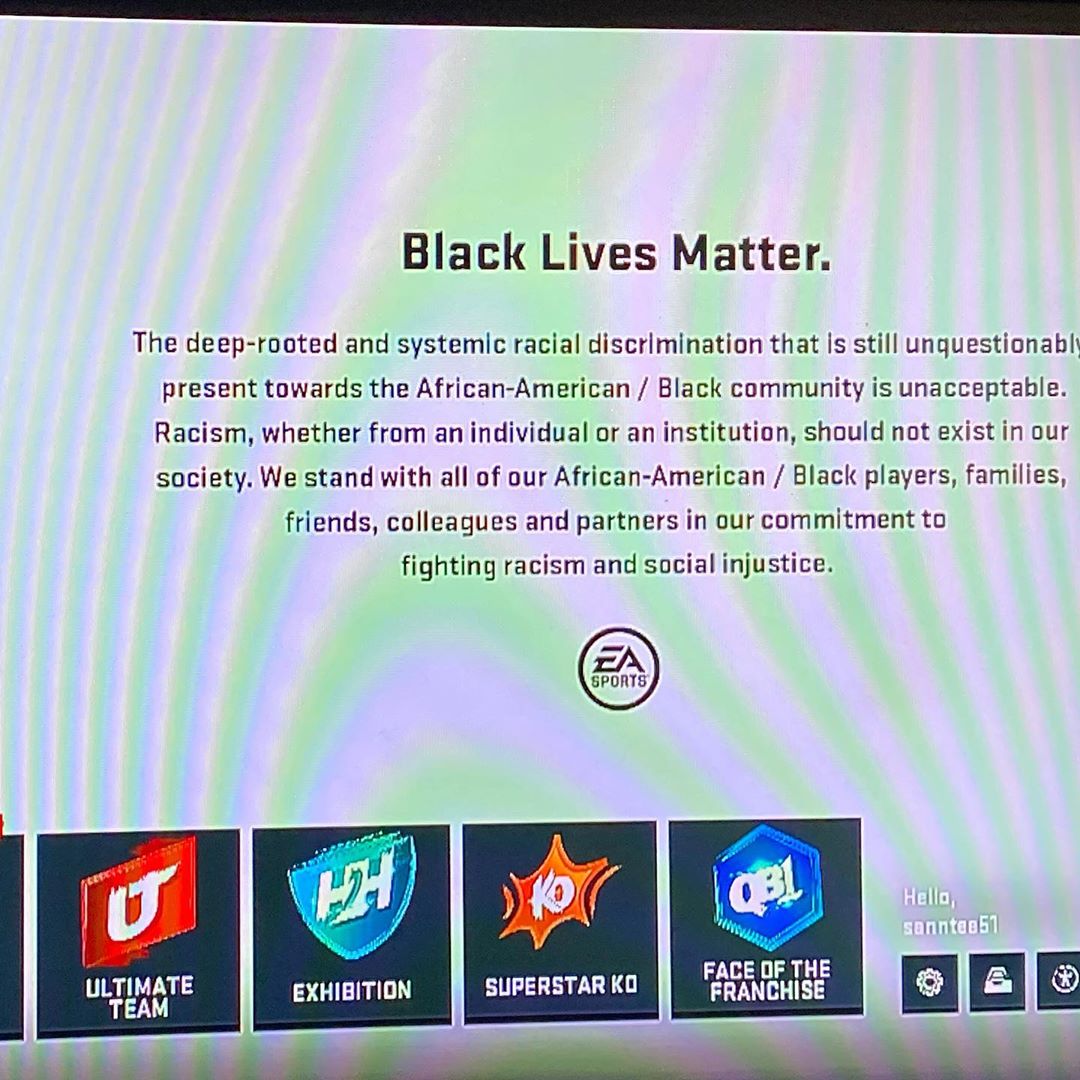 Black Lives Matter.
The deep-rooted and systemic racial discrimination that is still unquestionably
present towards the African-American / Black community is unacceptable.
Racism, whether from an individual or an institution, should not exist in our
society. We stand with all of our African-American / Black players, families,
friends, colleagues and partners in our commitment to
fighting racism and social injustice.
EA
SPORTS
UT
H2H
KO
QB1
ULTIMATE
TEAM
EXHIBITION
SUPERSTAR KO
FACE OF THE
FRANCHISE
Hello,
sanntee51